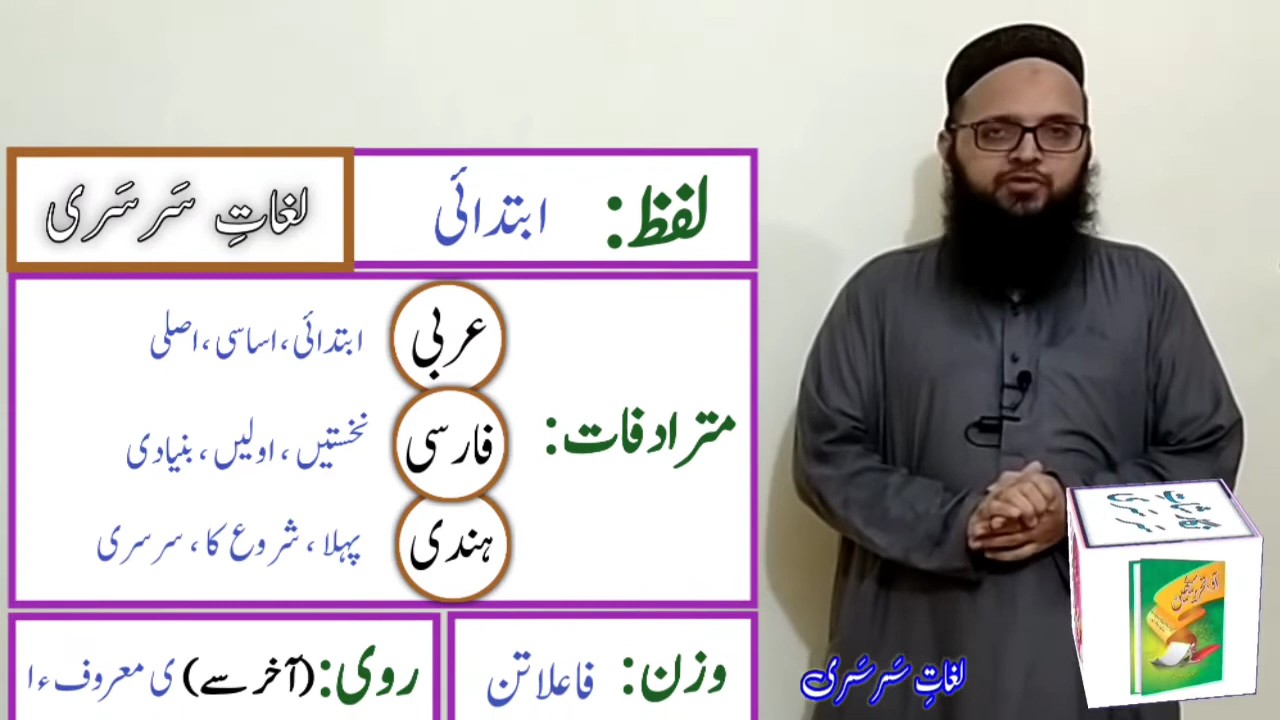 لفظ: ابتدائی
لغاتِ سَرسَری
مترادفات:
عربی ابتدائی، اساسی، اصلی
فارسی نخستیں، اولیں، بنیادی
ہندی پہلا، شروع کا، سرسری
وزن: فاعلاتن
روی: (آخر سے) ی معروف ء ا
لغاتِ سَرسَری